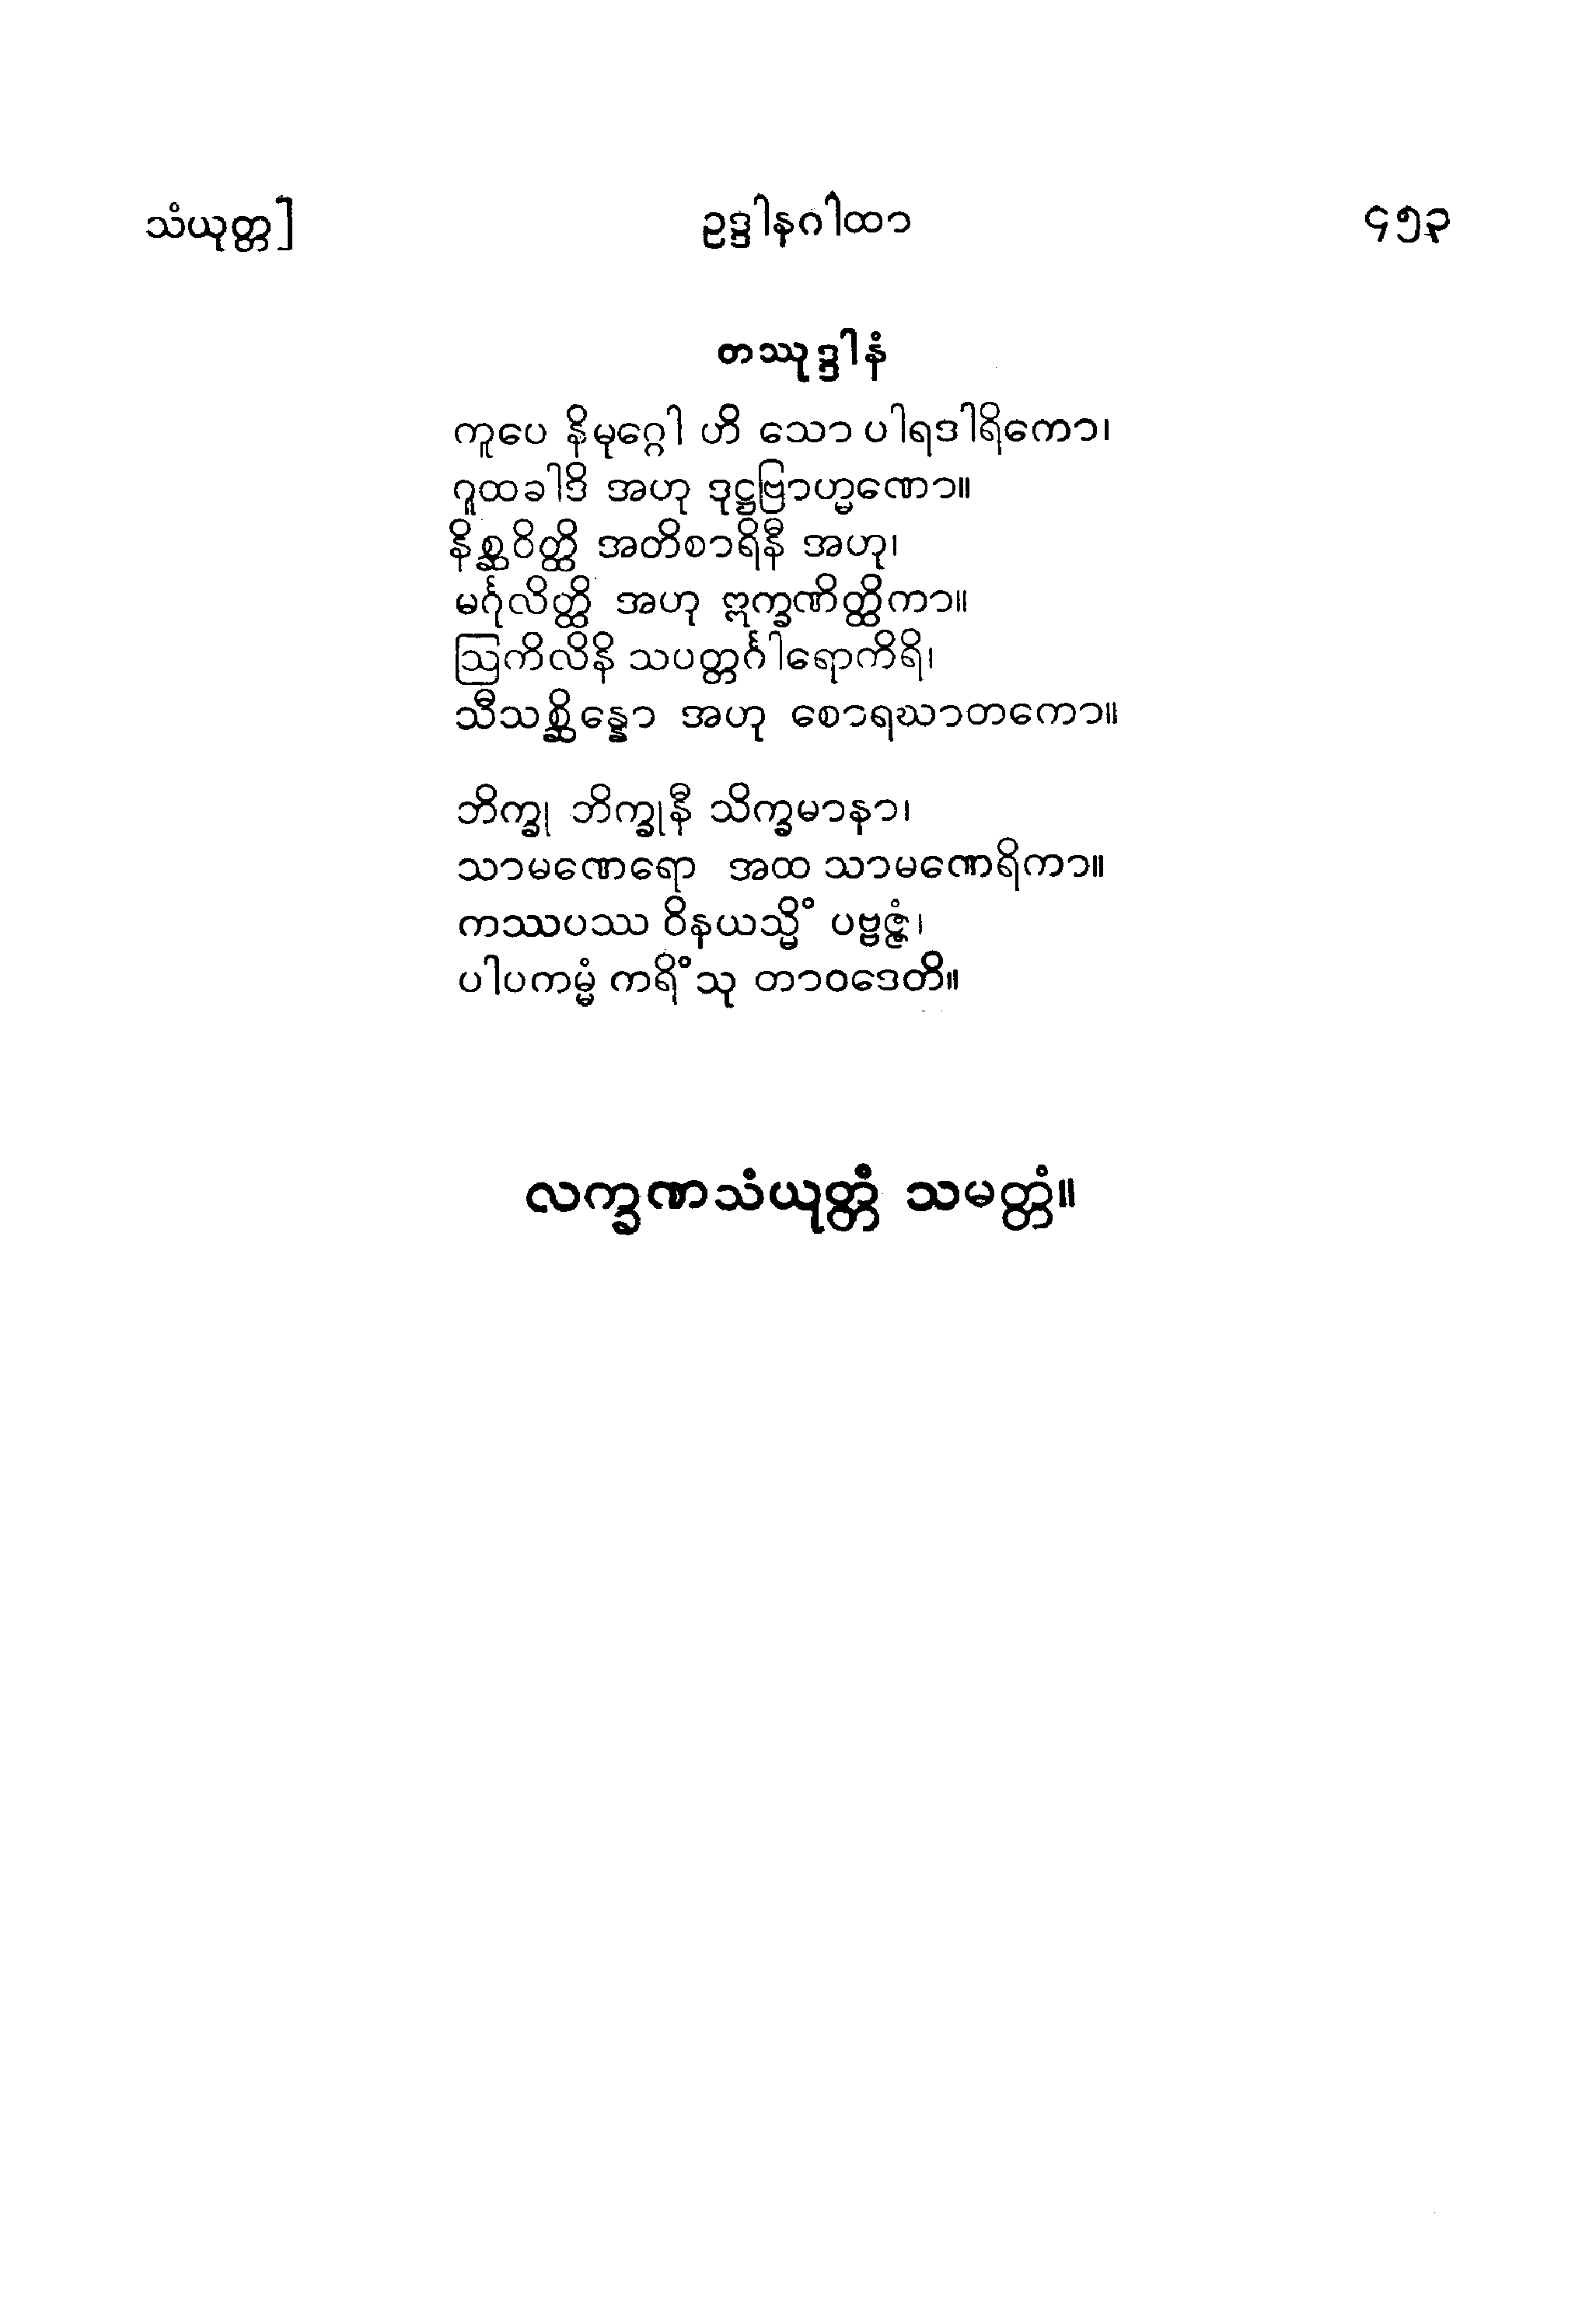 သံယုတ္တ]
ဥဒ္ဒါနဂါထာ
၄၅၃
တဿုဒ္ဒါနံ
ကူပေ နိမုဂ္ဂေါ ဟိ သော ပါရဒါရိကော၊
ဂူထခါဒိ အဟု ဒုဋ္ဌဗြာဟ္မဏော။
နိစ္ဆဝိတ္ထိ အတိစာရိနီ အဟု၊
မင်္ဂုလိတ္ထိ အဟု ဣက္ခဏိတ္ထိကာ။
ဩကိလိနိ သပတ္တင်္ဂါရောကိရိ၊
သီသစ္ဆိန္နော အဟု စောရဃာတကော။
ဘိက္ခု ဘိက္ခုနီ သိက္ခမာနာ၊
သာမဏေရော အထ သာမဏေရိကာ။
ကဿပဿ ဝိနယသ္မိံ ပဗ္ဗဇ္ဇံ၊
ပါပကမ္မံ ကရိံသု တာဝဒေတိ။
လက္ခဏသံယုတ္တံ သမတ္တံ။